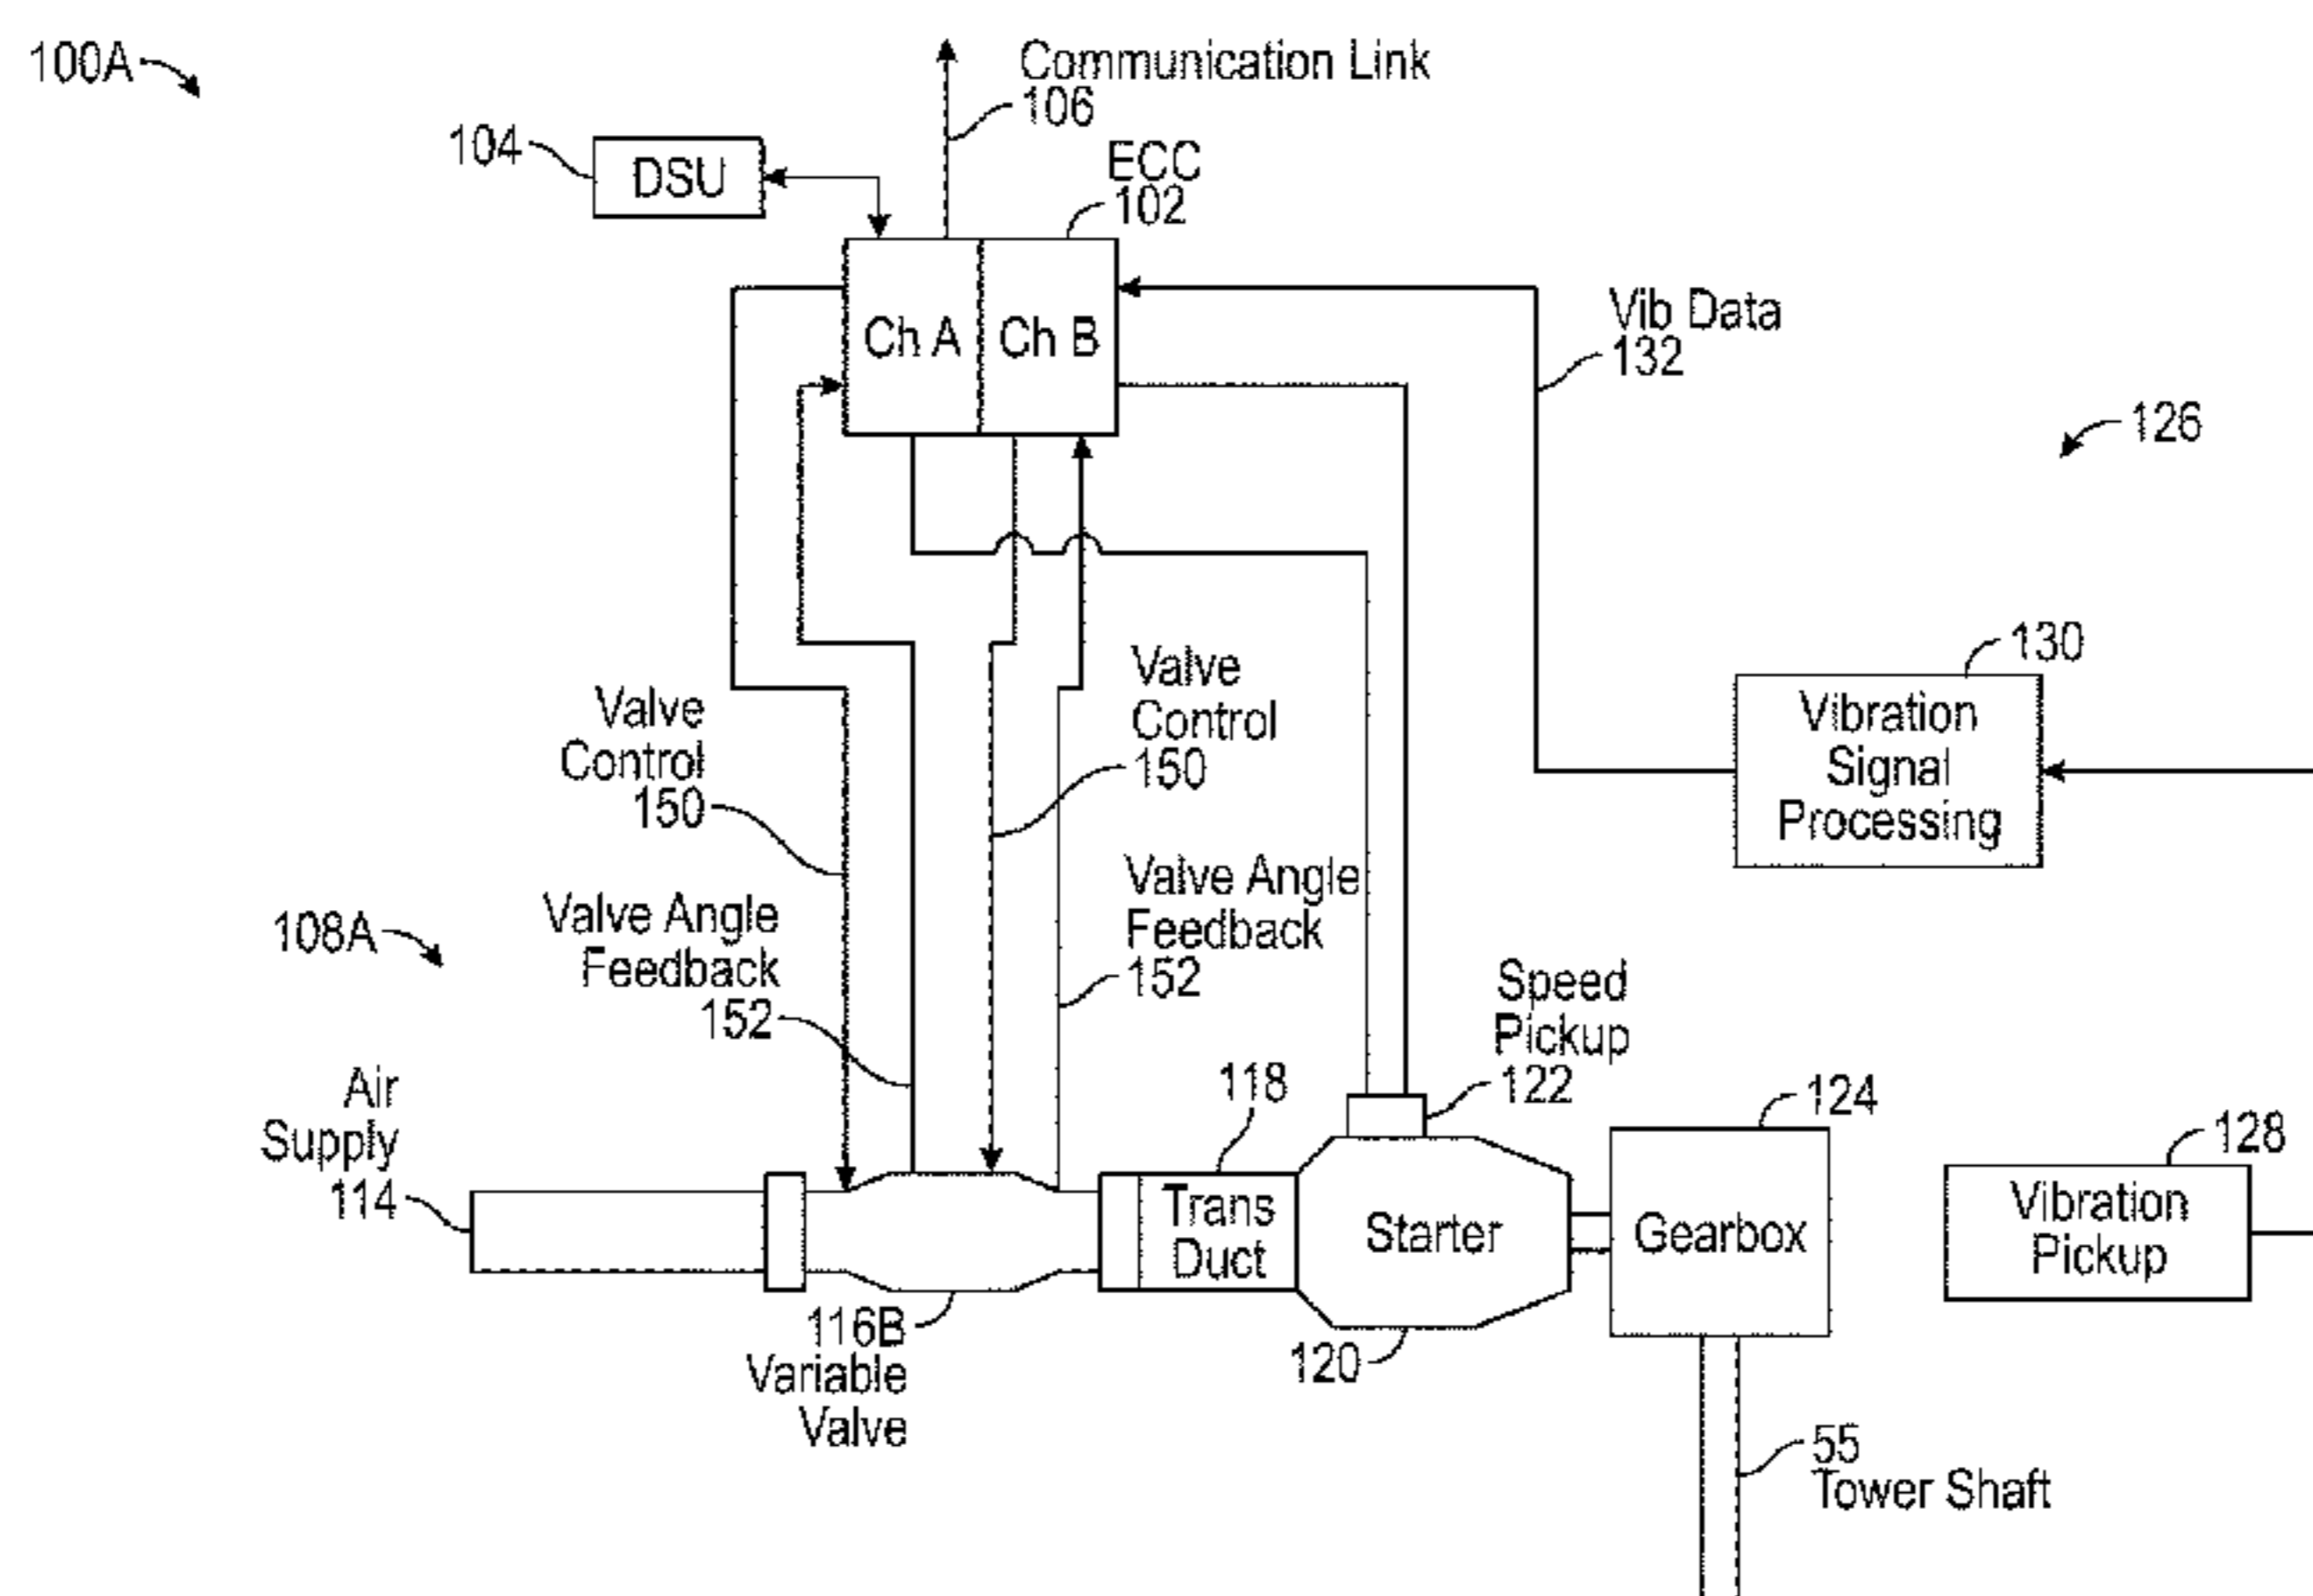 100A
Communication Link
106
104
DSU
ECC
102
Ch A
Ch B
Vib Data
132
126
130
Vibration
Signal
Processing
Valve
Control
150
Valve
Control
150
108A
Valve Angle
Feedback
152
Valve Angle
Feedback
152
Speed
Pickup
122
Air
Supply
114
118
124
128
Trans
Duct
Starter
Gearbox
Vibration
Pickup
116B
Variable
Valve
120
55
Tower Shaft